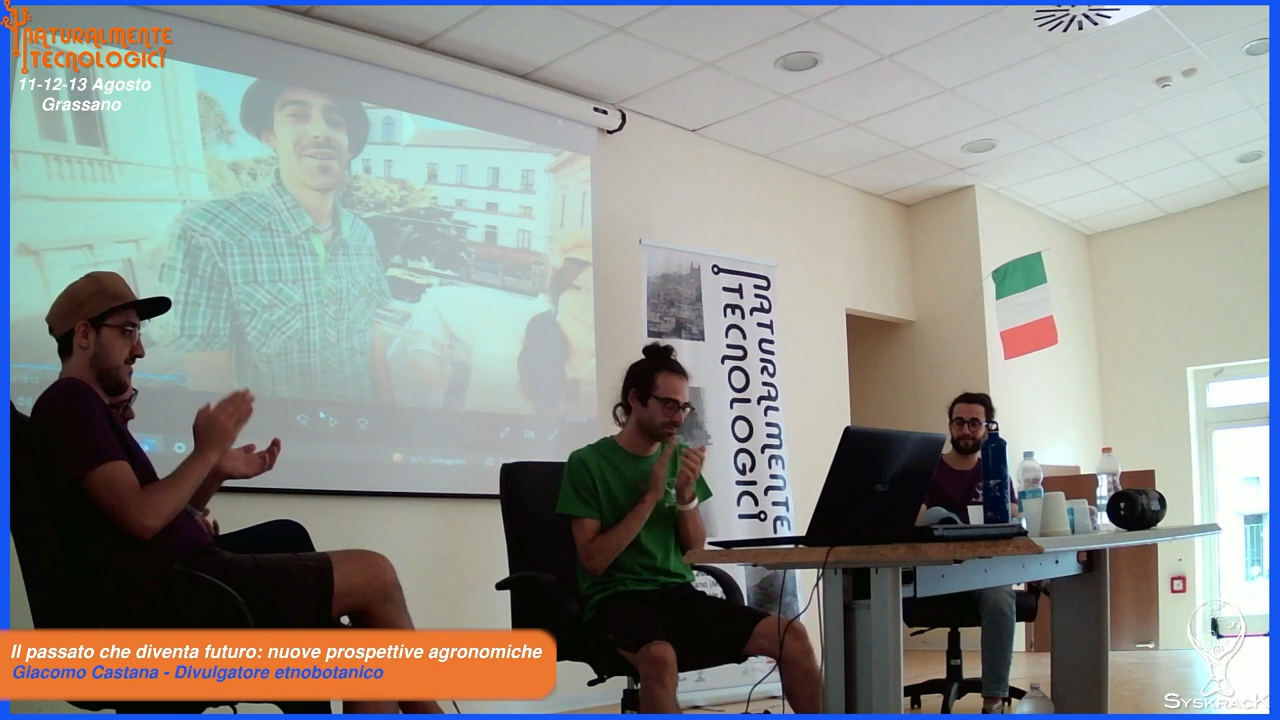 NATURALMENTE
TECNOLOGICI
11-12-13 Agosto
Grassano
NATURALMENTE
TECNOLOGICI
Il passato che diventa futuro: nuove prospettive agronomiche
Giacomo Castana - Divulgatore etnobotanico
SYSKRACK